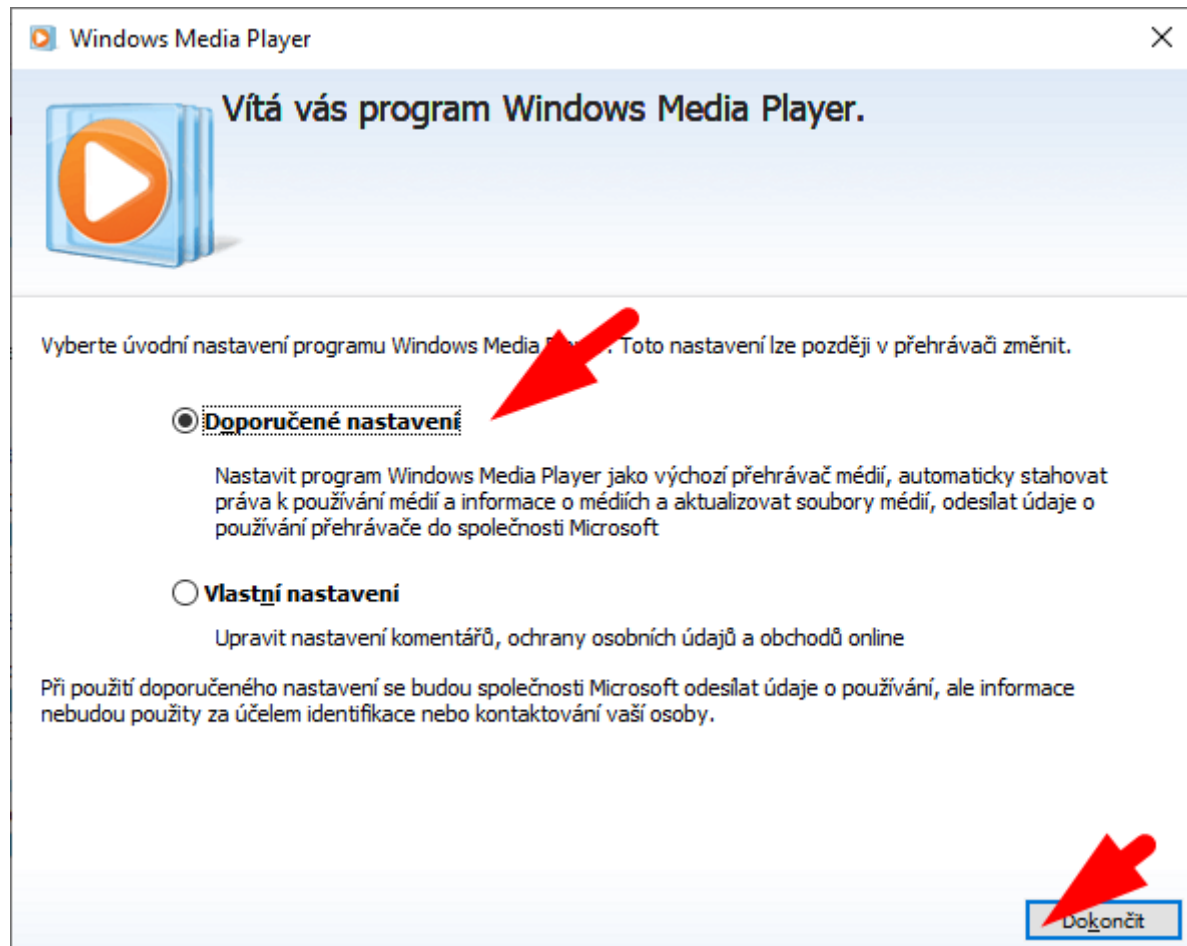 Windows Media Player
Vítá vás program Windows Media Player.
Vyberte úvodní nastavení programu Windows Media Toto nastavení lze později v přehrávači změnit.
Doporučené nastavení
Nastavit program Windows Media Player jako výchozí přehrávač médií, automaticky stahovat
práva k používání médií a informace o médiích a aktualizovat soubory médií, odesílat údaje o
používání přehrávače do společnosti Microsoft
Vlastní nastavení
Upravit nastavení komentářů, ochrany osobních údajů a obchodů online
Při použití doporučeného nastavení se budou společnosti Microsoft odesílat údaje o používání, ale informace
nebudou použity za účelem identifikace nebo kontaktování vaší osoby.
Dokončit